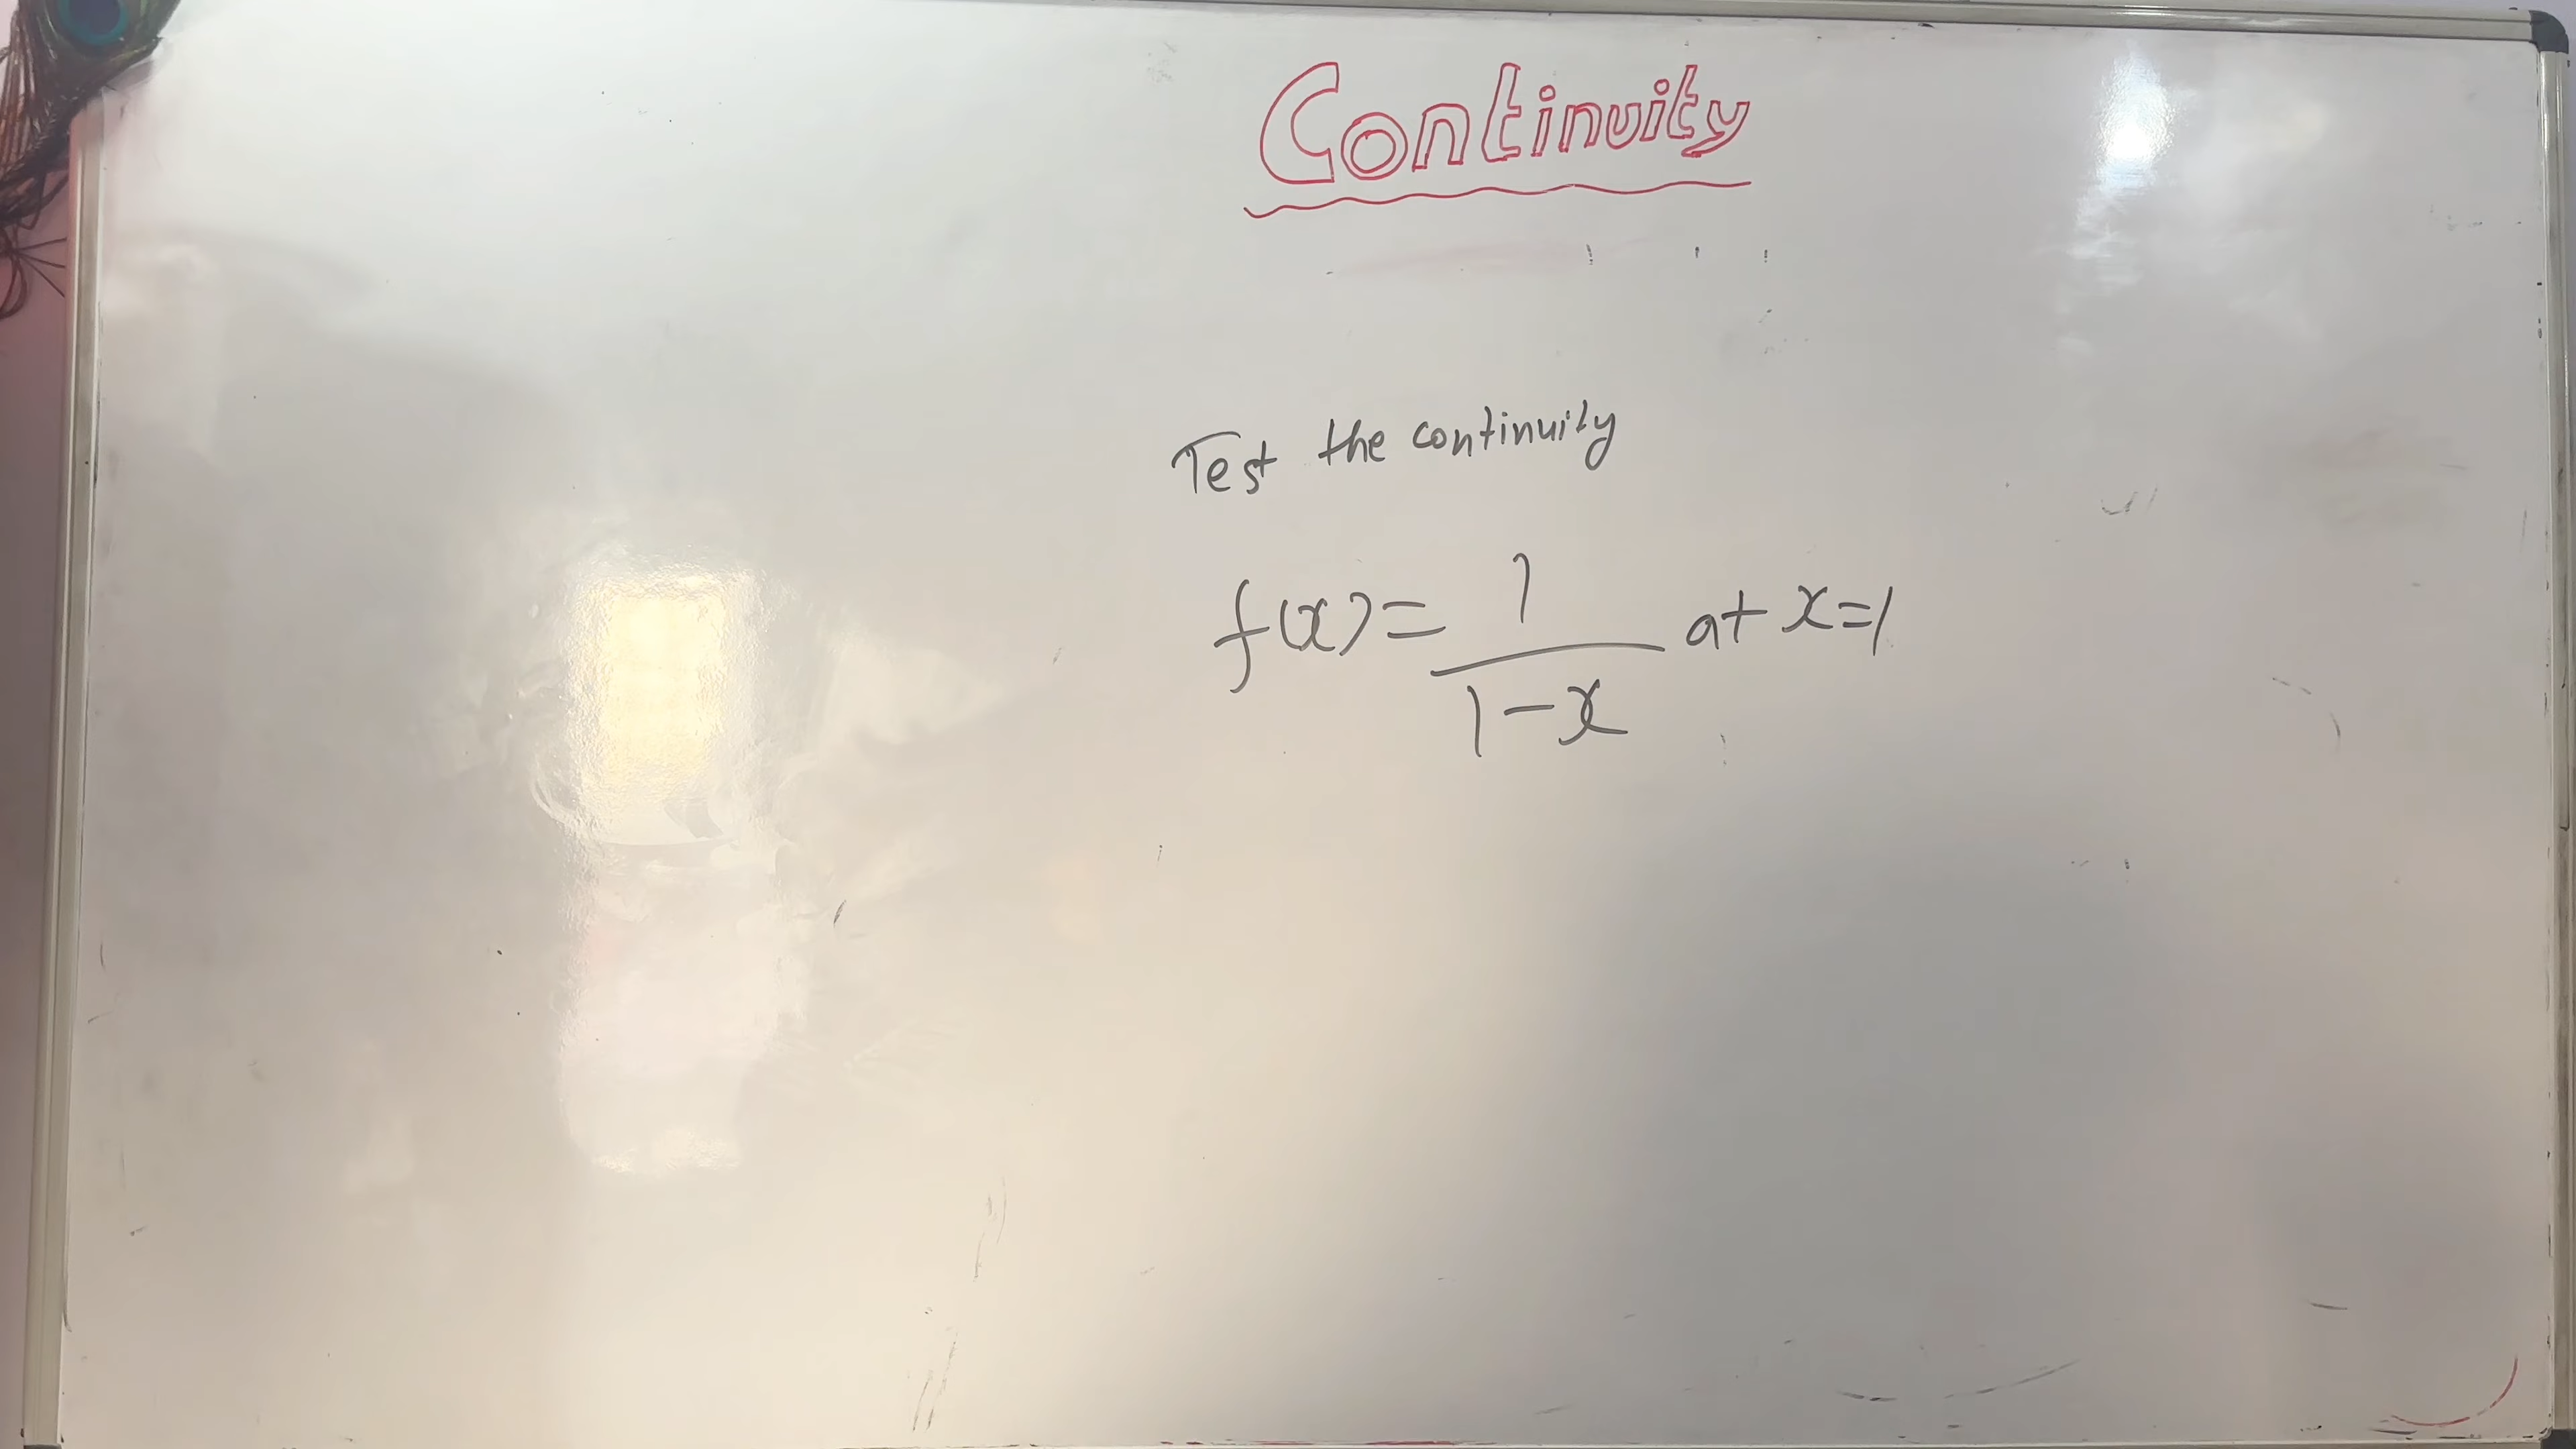 Continuity
Test the continuity
f(x) = 1/(1-x) at x=1